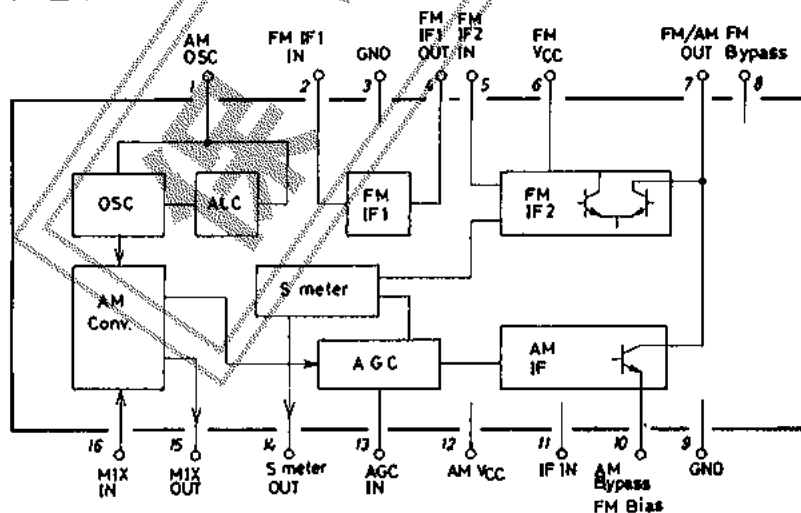 AM
OSC
FM IF1
IN
GND
FM
IF1
OUT
FM
IF2
IN
FM
VCC
FM/AM
OUT
FM
Bypass
1
2
3
4
5
6
7
8
OSC
ALC
FM
IF1
FM
IF2
AM
Conv.
S meter
AGC
AM
IF
16
15
14
13
12
11
10
9
MIX
IN
MIX
OUT
S meter
OUT
AGC
IN
AM VCC
IF IN
AM
Bypass
FM Bias
GND